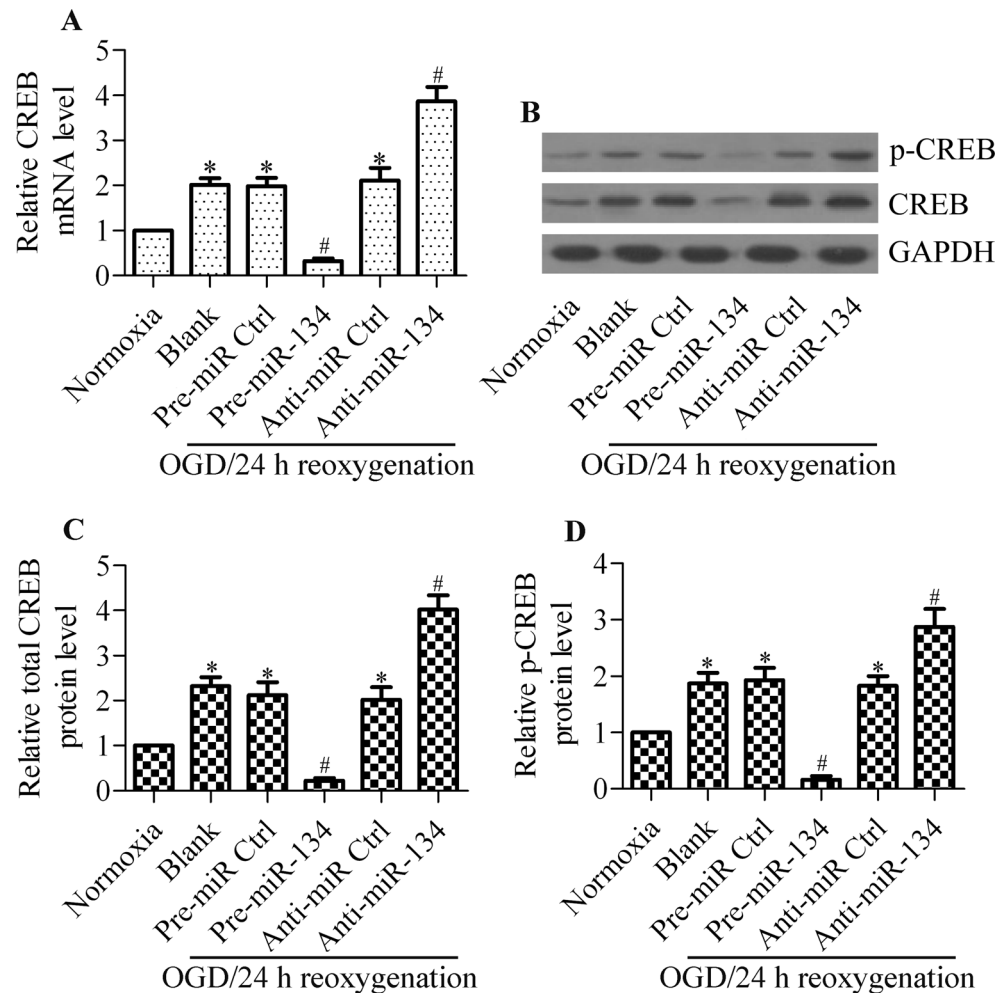 A
Relative CREB
mRNA level
5
4
3
2
1
0
*
*
#
*
#
Normoxia
Blank
Pre-miR Ctrl
Pre-miR-134
Anti-miR Ctrl
Anti-miR-134
OGD/24 h reoxygenation
B
p-CREB
CREB
GAPDH
Normoxia
Blank
Pre-miR Ctrl
Pre-miR-134
Anti-miR Ctrl
Anti-miR-134
OGD/24 h reoxygenation
C
Relative total CREB
protein level
5
4
3
2
1
0
*
*
#
*
#
Normoxia
Blank
Pre-miR Ctrl
Pre-miR-134
Anti-miR Ctrl
Anti-miR-134
OGD/24 h reoxygenation
D
Relative p-CREB
protein level
4
3
2
1
0
*
*
#
*
#
Normoxia
Blank
Pre-miR Ctrl
Pre-miR-134
Anti-miR Ctrl
Anti-miR-134
OGD/24 h reoxygenation